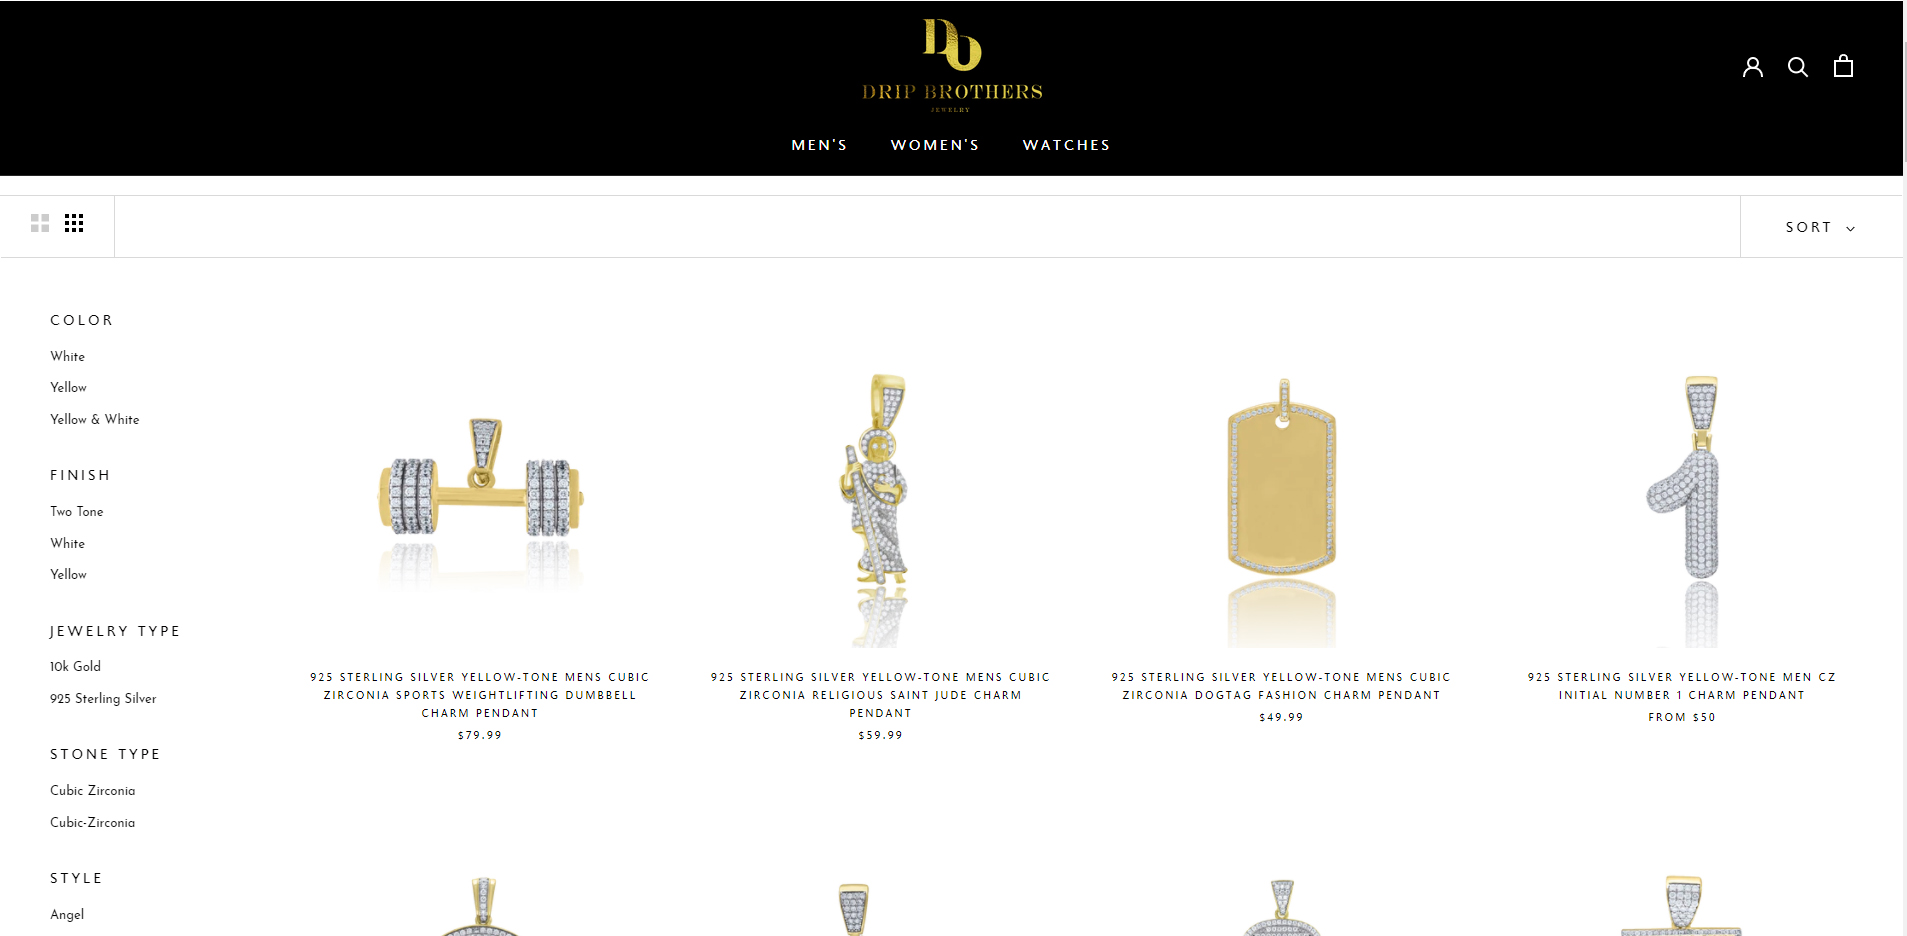 DRIP BROTHERS
JEWELRY
MEN'S WOMEN'S WATCHES
SORT
COLOR
White
Yellow
Yellow & White
FINISH
Two Tone
White
Yellow
JEWELRY TYPE
10k Gold
925 Sterling Silver
STONE TYPE
Cubic Zirconia
Cubic-Zirconia
STYLE
Angel
925 STERLING SILVER YELLOW-TONE MENS CUBIC
ZIRCONIA SPORTS WEIGHTLIFTING DUMBBELL
CHARM PENDANT
$79.99
925 STERLING SILVER YELLOW-TONE MENS CUBIC
ZIRCONIA RELIGIOUS SAINT JUDE CHARM
PENDANT
$59.99
925 STERLING SILVER YELLOW-TONE MENS CUBIC
ZIRCONIA DOGTAG FASHION CHARM PENDANT
$49.99
925 STERLING SILVER YELLOW-TONE MEN CZ
INITIAL NUMBER 1 CHARM PENDANT
FROM $50